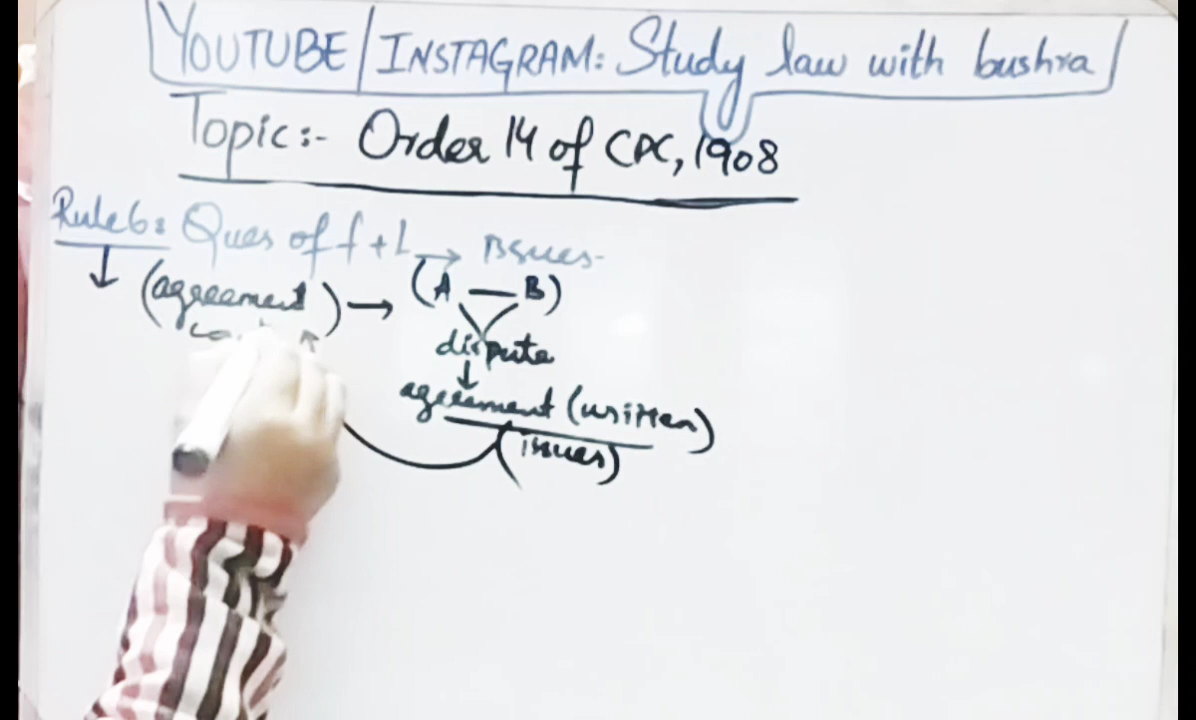 YOUTUBE/INSTAGRAM: Study law with bushra
Topic:- Order 14 of CPC, 1908
Rule 6: Ques of f + L → issues-
(agreement) → (A — B)
dispute
agreement (written)
(issues)